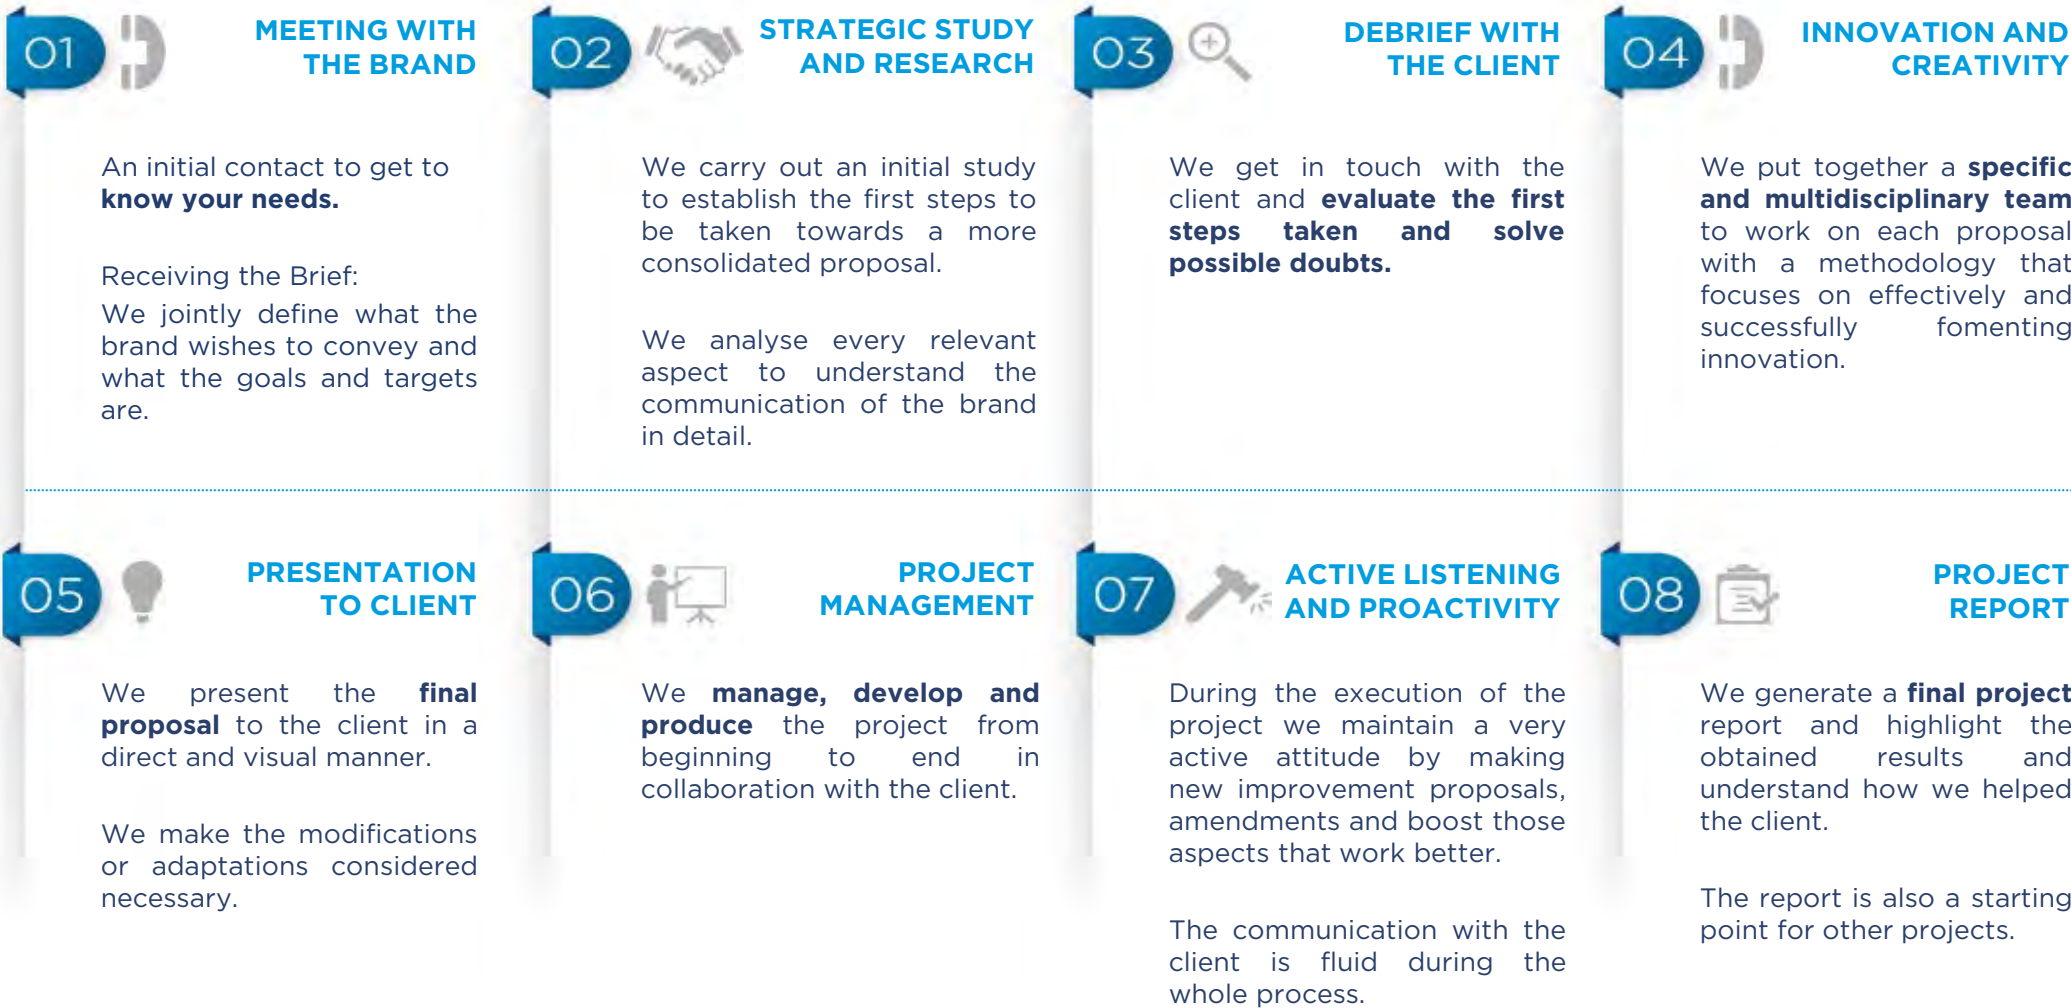 01
MEETING WITH
THE BRAND
An initial contact to get to
know your needs.
Receiving the Brief:
We jointly define what the
brand wishes to convey and
what the goals and targets
are.
02
STRATEGIC STUDY
AND RESEARCH
We carry out an initial study
to establish the first steps to
be taken towards a more
consolidated proposal.
We analyse every relevant
aspect to understand the
communication of the brand
in detail.
03
DEBRIEF WITH
THE CLIENT
We get in touch with the
client and evaluate the first
steps taken and solve
possible doubts.
04
INNOVATION AND
CREATIVITY
We put together a specific
and multidisciplinary team
to work on each proposal
with a methodology that
focuses on effectively and
successfully fomenting
innovation.
05
PRESENTATION
TO CLIENT
We present the final
proposal to the client in a
direct and visual manner.
We make the modifications
or adaptations considered
necessary.
06
PROJECT
MANAGEMENT
We manage, develop and
produce the project from
beginning to end in
collaboration with the client.
07
ACTIVE LISTENING
AND PROACTIVITY
During the execution of the
project we maintain a very
active attitude by making
new improvement proposals,
amendments and boost those
aspects that work better.
The communication with the
client is fluid during the
whole process.
08
PROJECT
REPORT
We generate a final project
report and highlight the
obtained results and
understand how we helped
the client.
The report is also a starting
point for other projects.